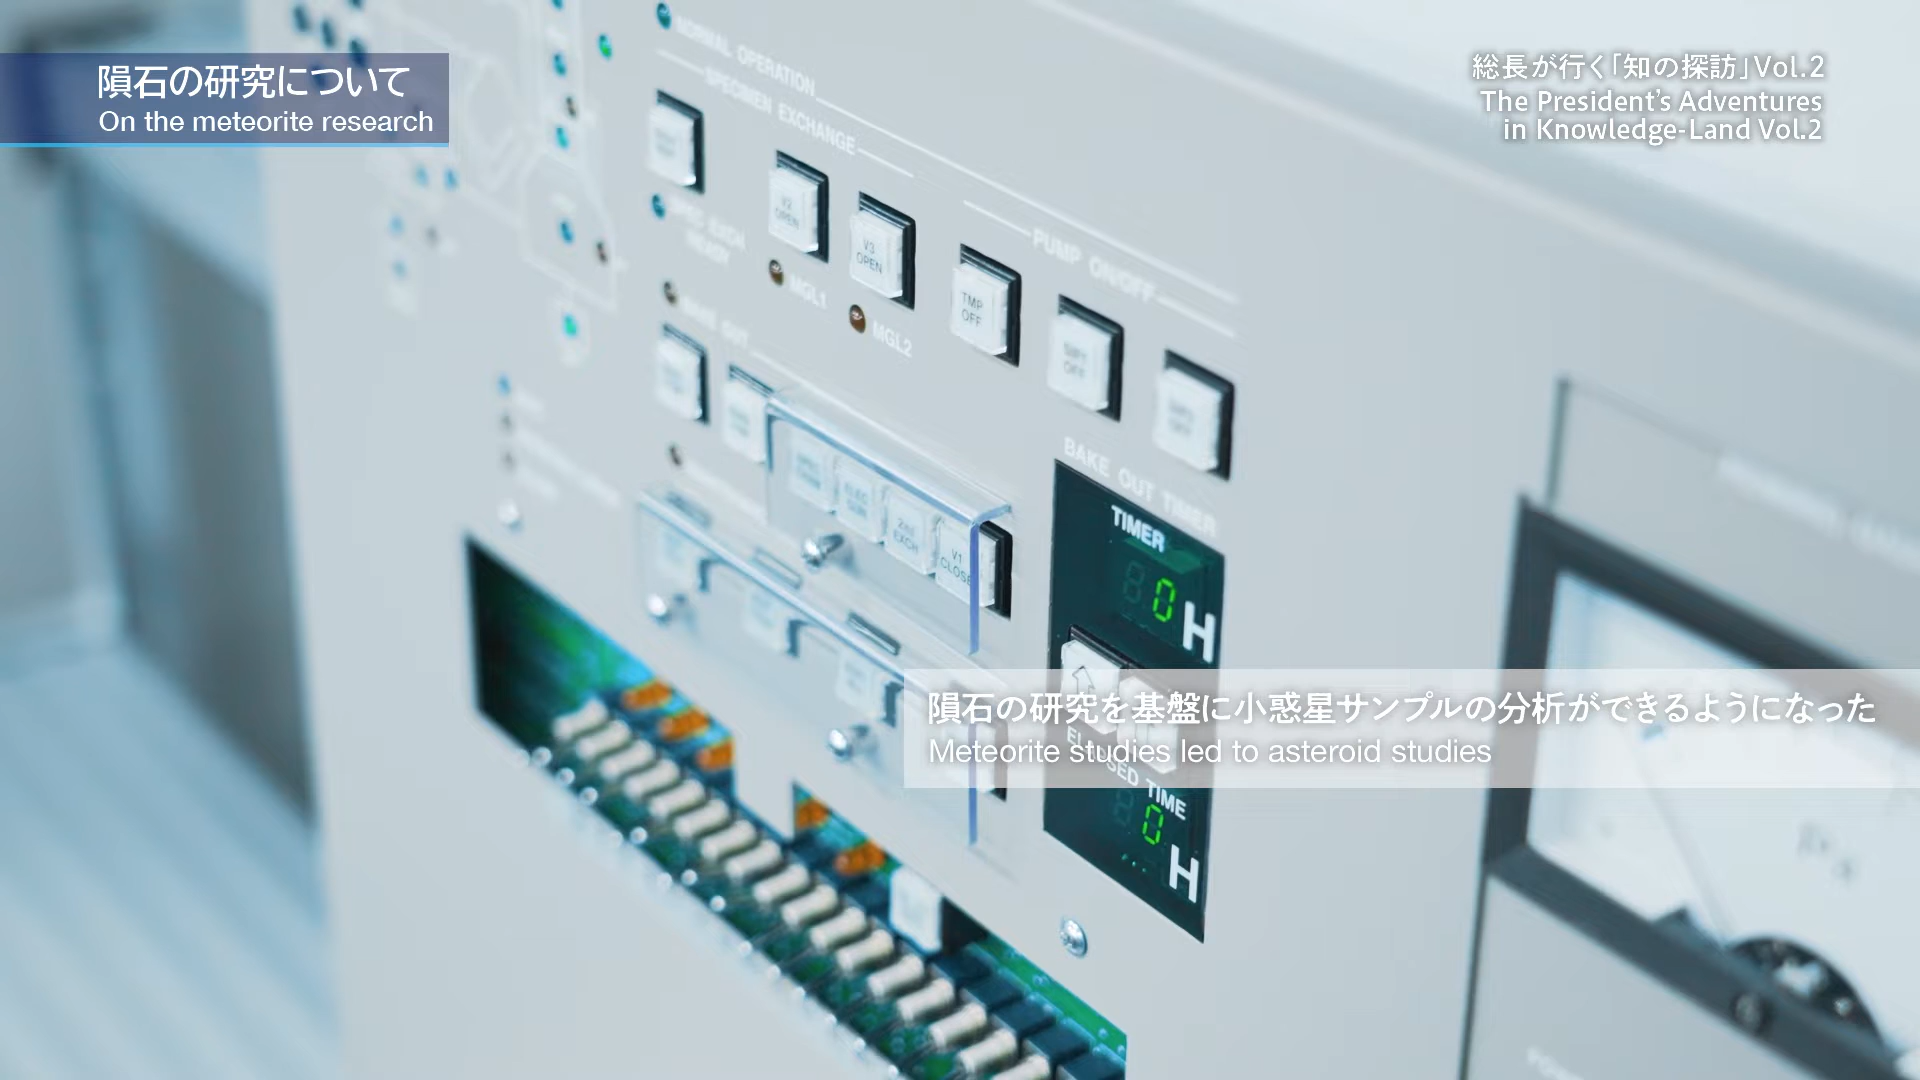 隕石の研究について
On the meteorite research
総長が行く「知の探訪」Vol.2
The President's Adventures
in Knowledge-Land Vol.2
NORMAL OPERATION
SPECIMEN EXCHANGE
V2
OPEN
V3
OPEN
MGL1
MGL2
PUMP ON/OFF
TMP
OFF
BAKE OUT
V1
CLOSE
BAKE OUT TIMER
TIMER
0 H
隕石の研究を基盤に小惑星サンプルの分析ができるようになった
Meteorite studies led to asteroid studies
TIME
0 H